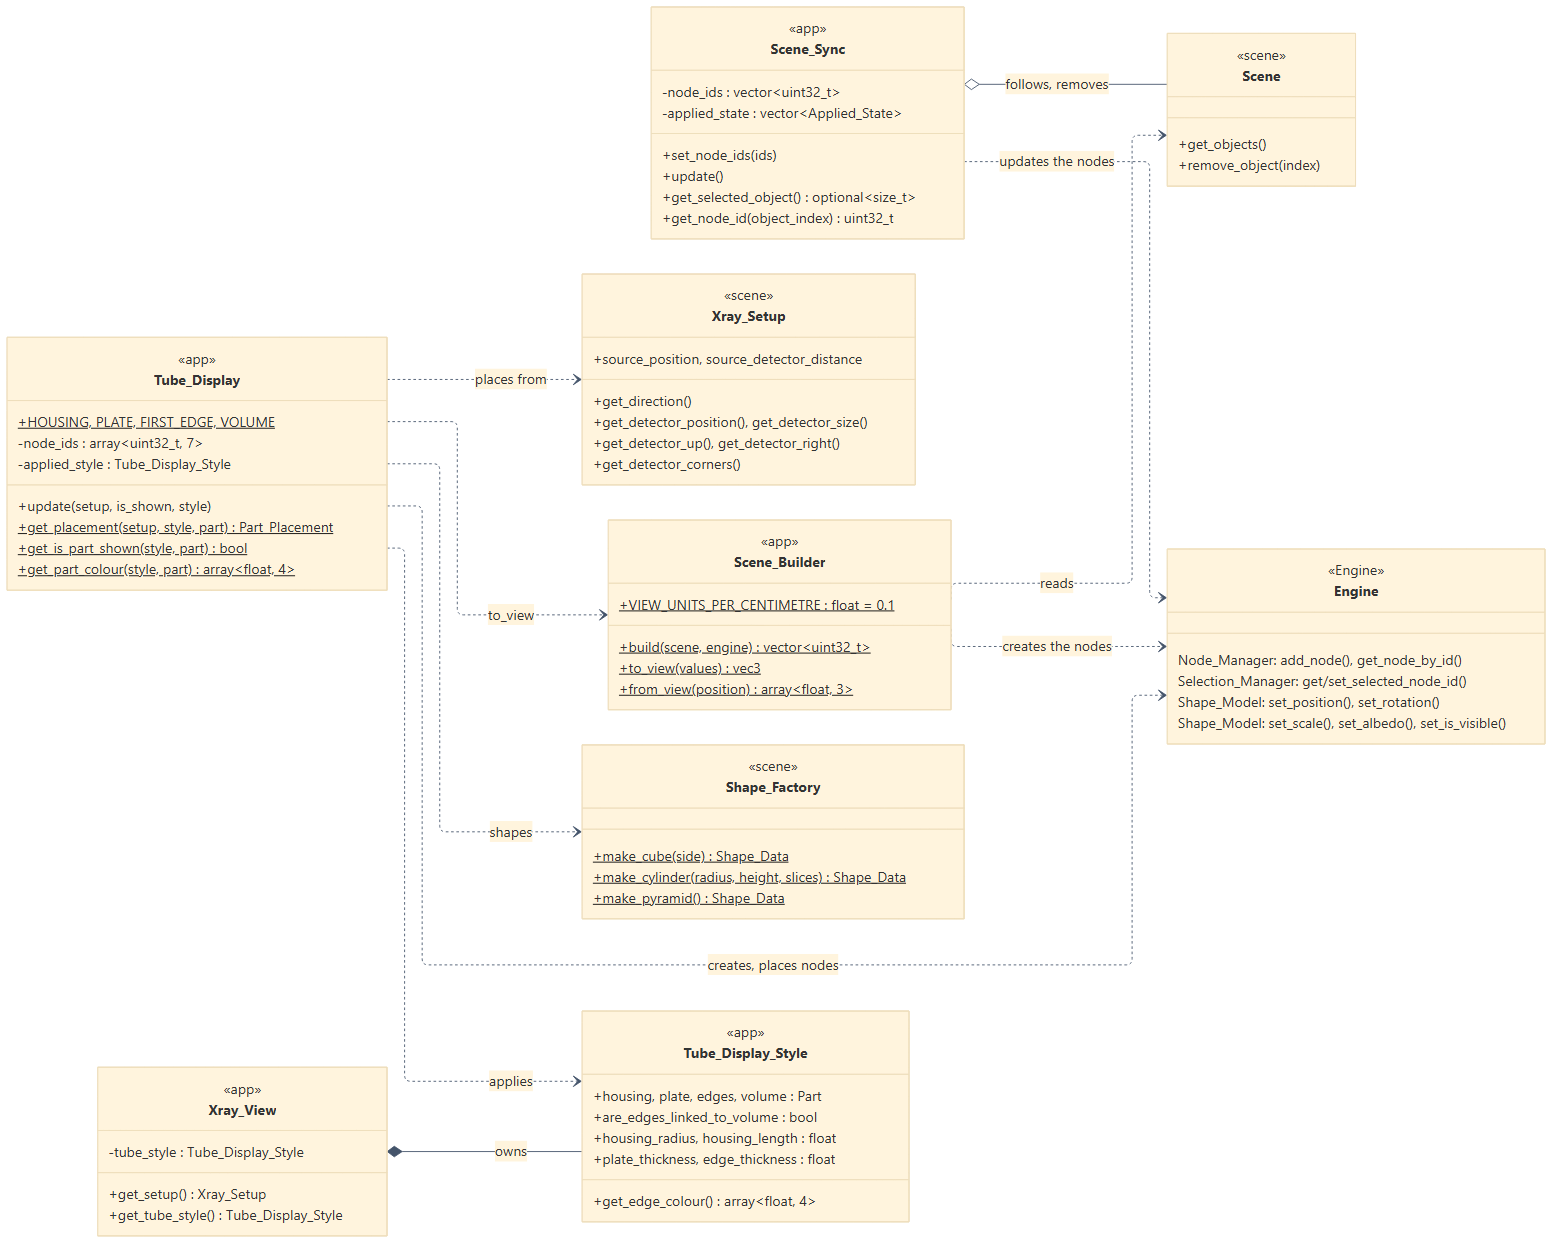 «app»
Scene_Sync
-node_ids : vector<uint32_t>
-applied_state : vector<Applied_State>
+set_node_ids(ids)
+update()
+get_selected_object() : optional<size_t>
+get_node_id(object_index) : uint32_t
follows, removes
updates the nodes
«scene»
Scene
+get_objects()
+remove_object(index)
«scene»
Xray_Setup
+source_position, source_detector_distance
+get_direction()
+get_detector_position(), get_detector_size()
+get_detector_up(), get_detector_right()
+get_detector_corners()
«app»
Tube_Display
+HOUSING, PLATE, FIRST_EDGE, VOLUME
-node_ids : array<uint32_t, 7>
-applied_style : Tube_Display_Style
+update(setup, is_shown, style)
+get_placement(setup, style, part) : Part_Placement
+get_is_part_shown(style, part) : bool
+get_part_colour(style, part) : array<float, 4>
places from
to_view
shapes
creates, places nodes
applies
«app»
Scene_Builder
+VIEW_UNITS_PER_CENTIMETRE : float = 0.1
+build(scene, engine) : vector<uint32_t>
+to_view(values) : vec3
+from_view(position) : array<float, 3>
reads
creates the nodes
«Engine»
Engine
Node_Manager: add_node(), get_node_by_id()
Selection_Manager: get/set_selected_node_id()
Shape_Model: set_position(), set_rotation()
Shape_Model: set_scale(), set_albedo(), set_is_visible()
«scene»
Shape_Factory
+make_cube(side) : Shape_Data
+make_cylinder(radius, height, slices) : Shape_Data
+make_pyramid() : Shape_Data
«app»
Tube_Display_Style
+housing, plate, edges, volume : Part
+are_edges_linked_to_volume : bool
+housing_radius, housing_length : float
+plate_thickness, edge_thickness : float
+get_edge_colour() : array<float, 4>
«app»
Xray_View
-tube_style : Tube_Display_Style
+get_setup() : Xray_Setup
+get_tube_style() : Tube_Display_Style
owns